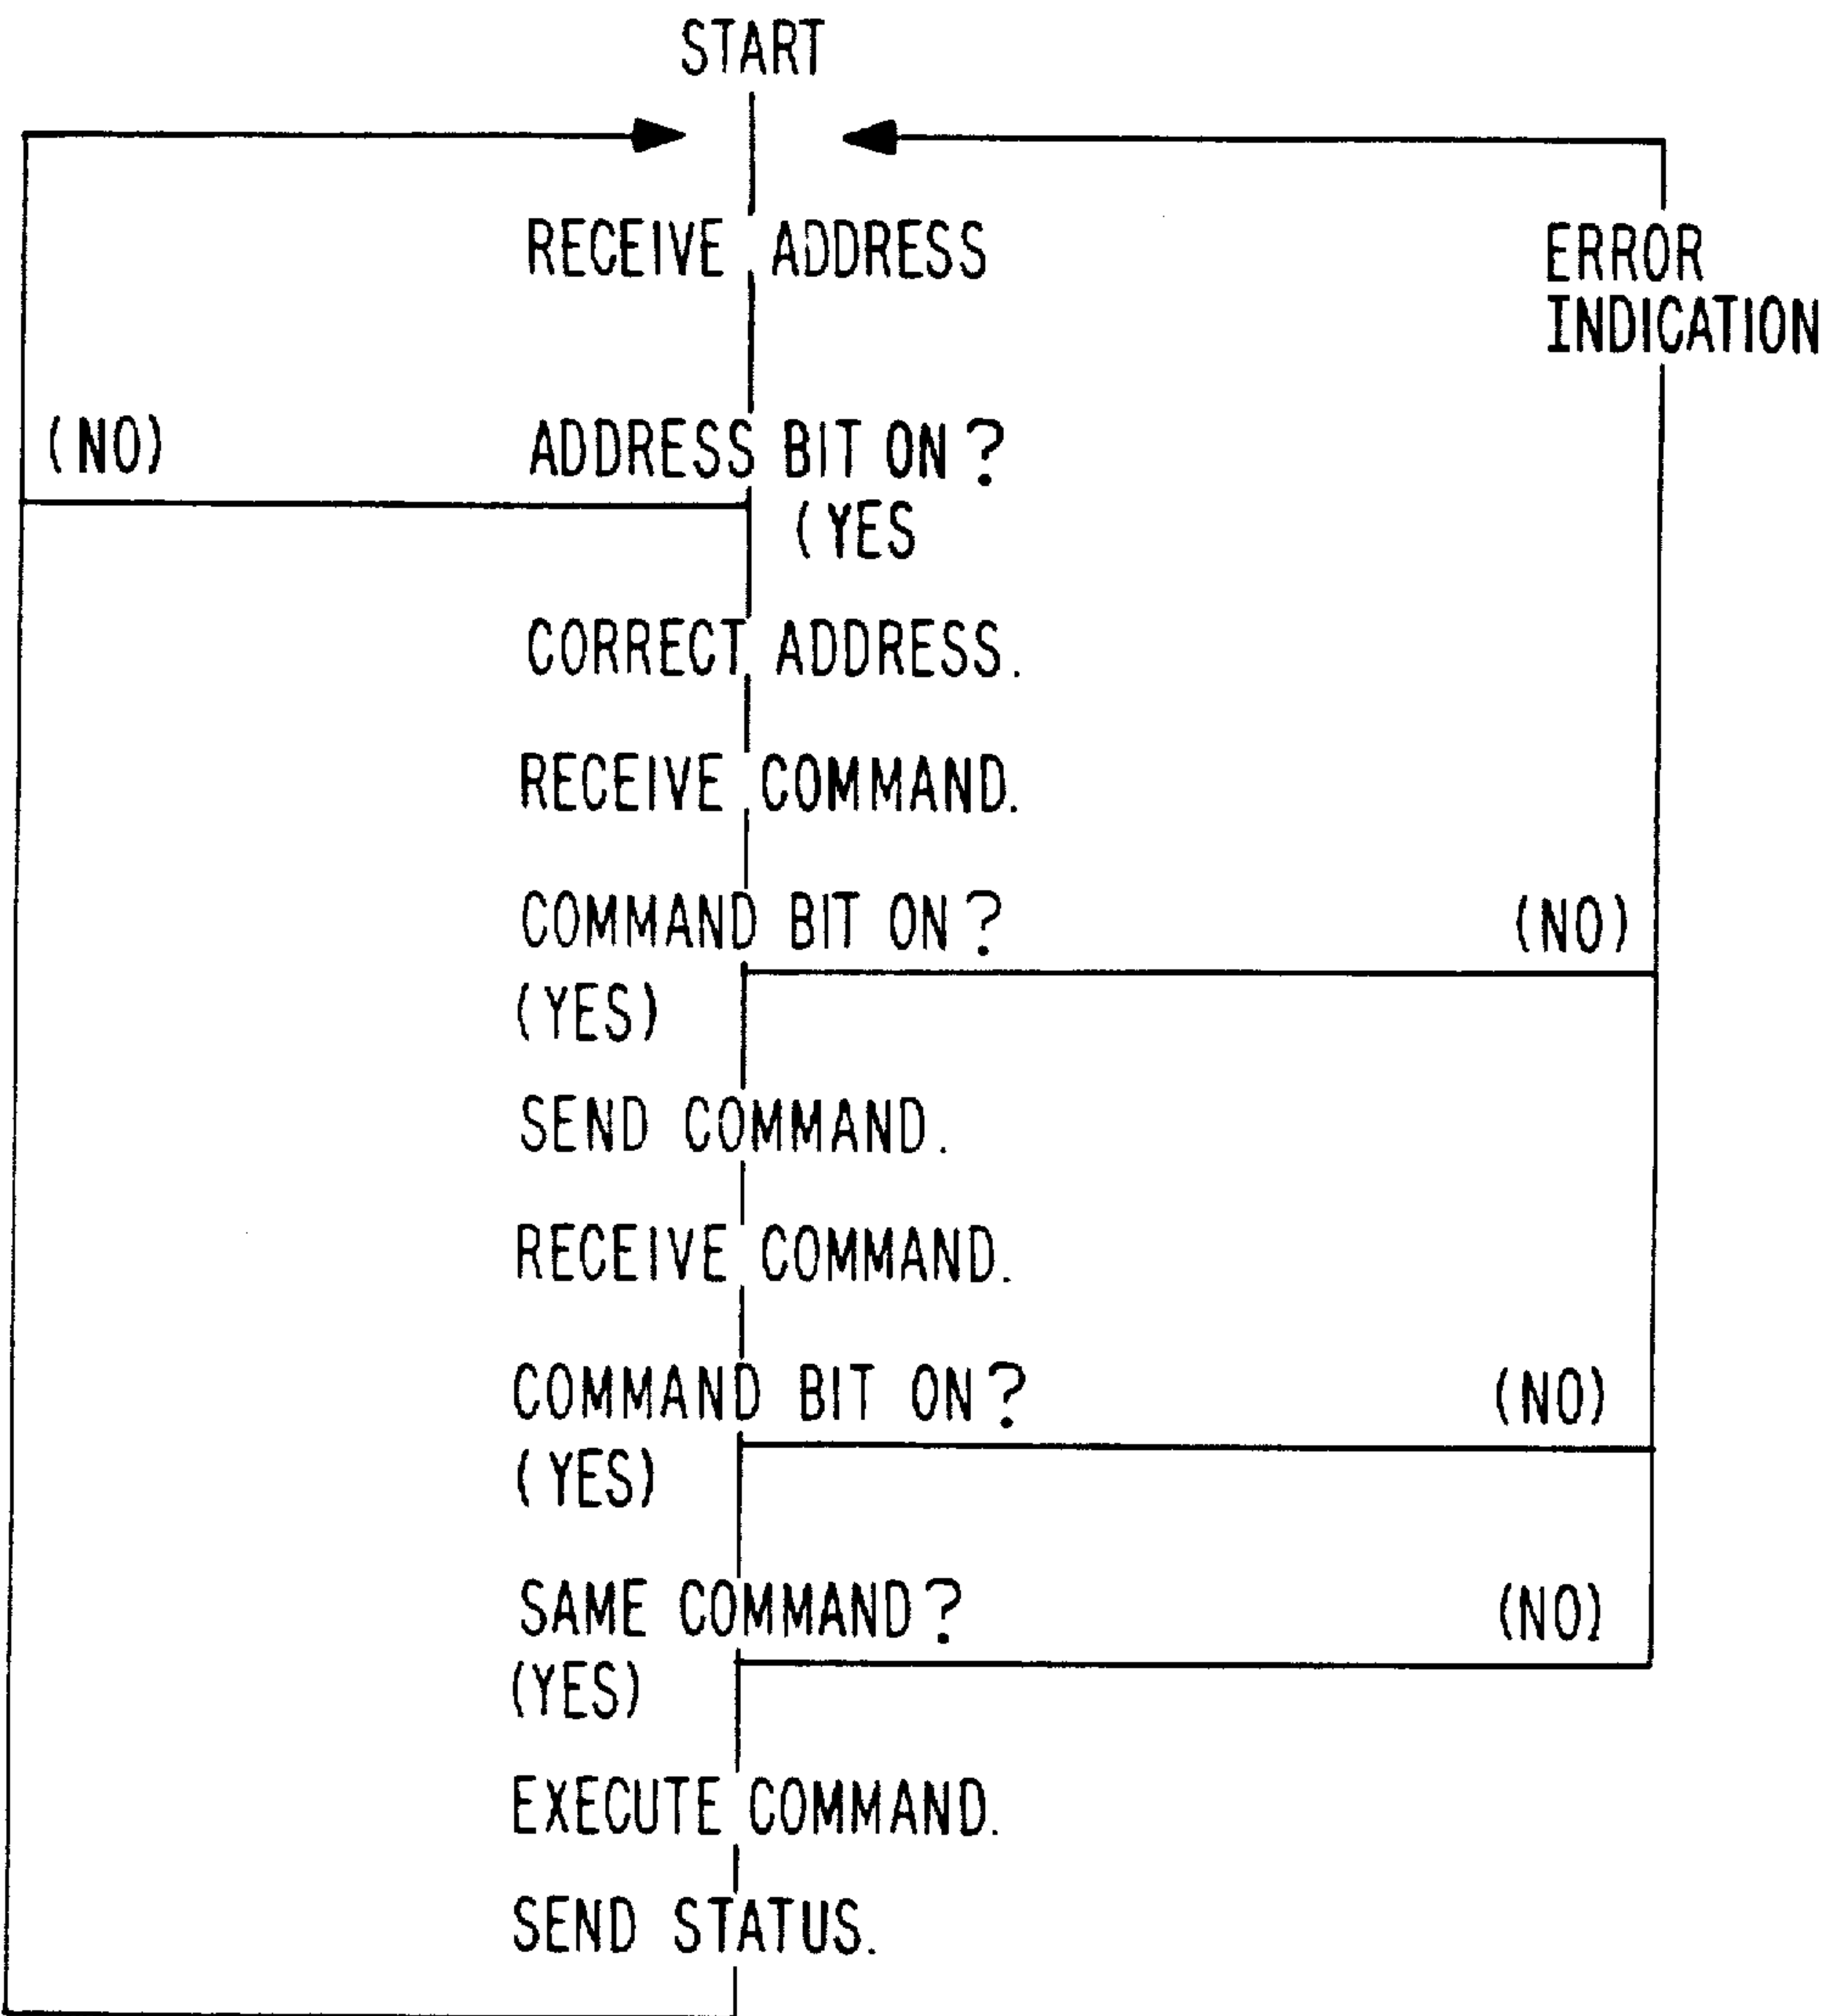 START
RECEIVE ADDRESS
ERROR
INDICATION
(NO)
ADDRESS BIT ON?
(YES
CORRECT ADDRESS.
RECEIVE COMMAND.
COMMAND BIT ON?
(NO)
(YES)
SEND COMMAND.
RECEIVE COMMAND.
COMMAND BIT ON?
(NO)
(YES)
SAME COMMAND?
(NO)
(YES)
EXECUTE COMMAND.
SEND STATUS.